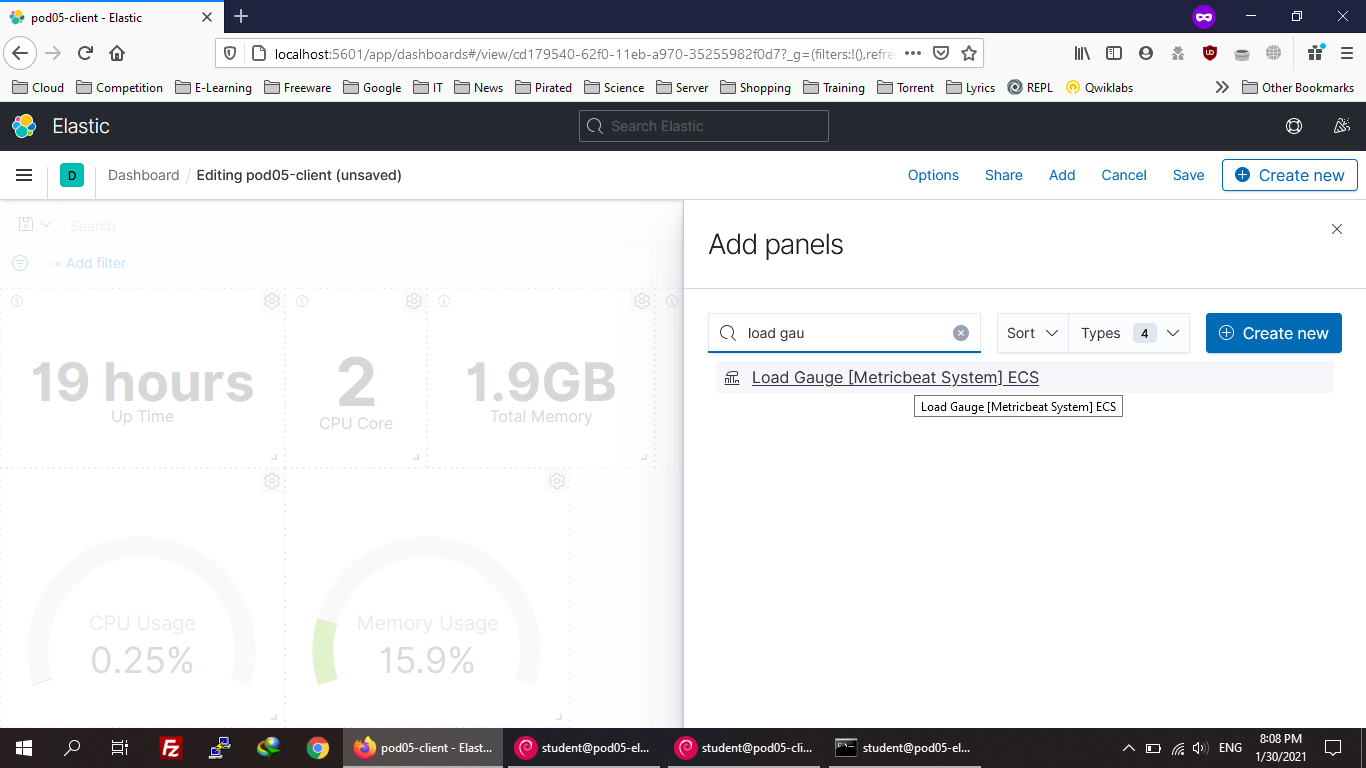 pod05-client - Elastic
localhost:5601/app/dashboards#/view/cd179540-62f0-11eb-a970-35255982f0d7?_g=(filters:!(),refre
Cloud Competition E-Learning Freeware Google IT News Pirated Science Server Shopping Training Torrent Lyrics REPL Qwiklabs Other Bookmarks
Elastic
Search Elastic
D
Dashboard / Editing pod05-client (unsaved)
Options Share Add Cancel Save Create new
Search
+ Add filter
Add panels
load gau
Sort Types 4 Create new
Load Gauge [Metricbeat System] ECS
Load Gauge [Metricbeat System] ECS
19 hours
Up Time
2
CPU Core
1.9GB
Total Memory
CPU Usage
0.25%
Memory Usage
15.9%
pod05-client - Elast...
student@pod05-el...
student@pod05-cli...
student@pod05-el...
ENG
8:08 PM
1/30/2021